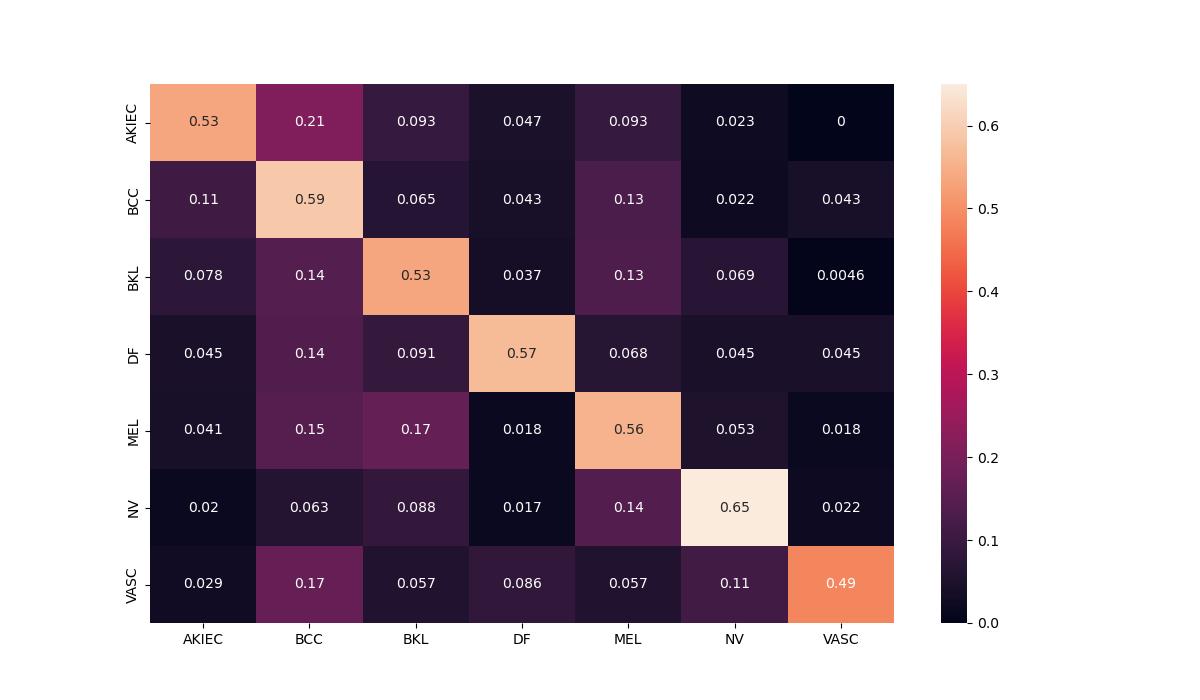 AKIEC 0.53 0.21 0.093 0.047 0.093 0.023 0
BCC 0.11 0.59 0.065 0.043 0.13 0.022 0.043
BKL 0.078 0.14 0.53 0.037 0.13 0.069 0.0046
DF 0.045 0.14 0.091 0.57 0.068 0.045 0.045
MEL 0.041 0.15 0.17 0.018 0.56 0.053 0.018
NV 0.02 0.063 0.088 0.017 0.14 0.65 0.022
VASC 0.029 0.17 0.057 0.086 0.057 0.11 0.49
AKIEC BCC BKL DF MEL NV VASC
0.6
0.5
0.4
0.3
0.2
0.1
0.0